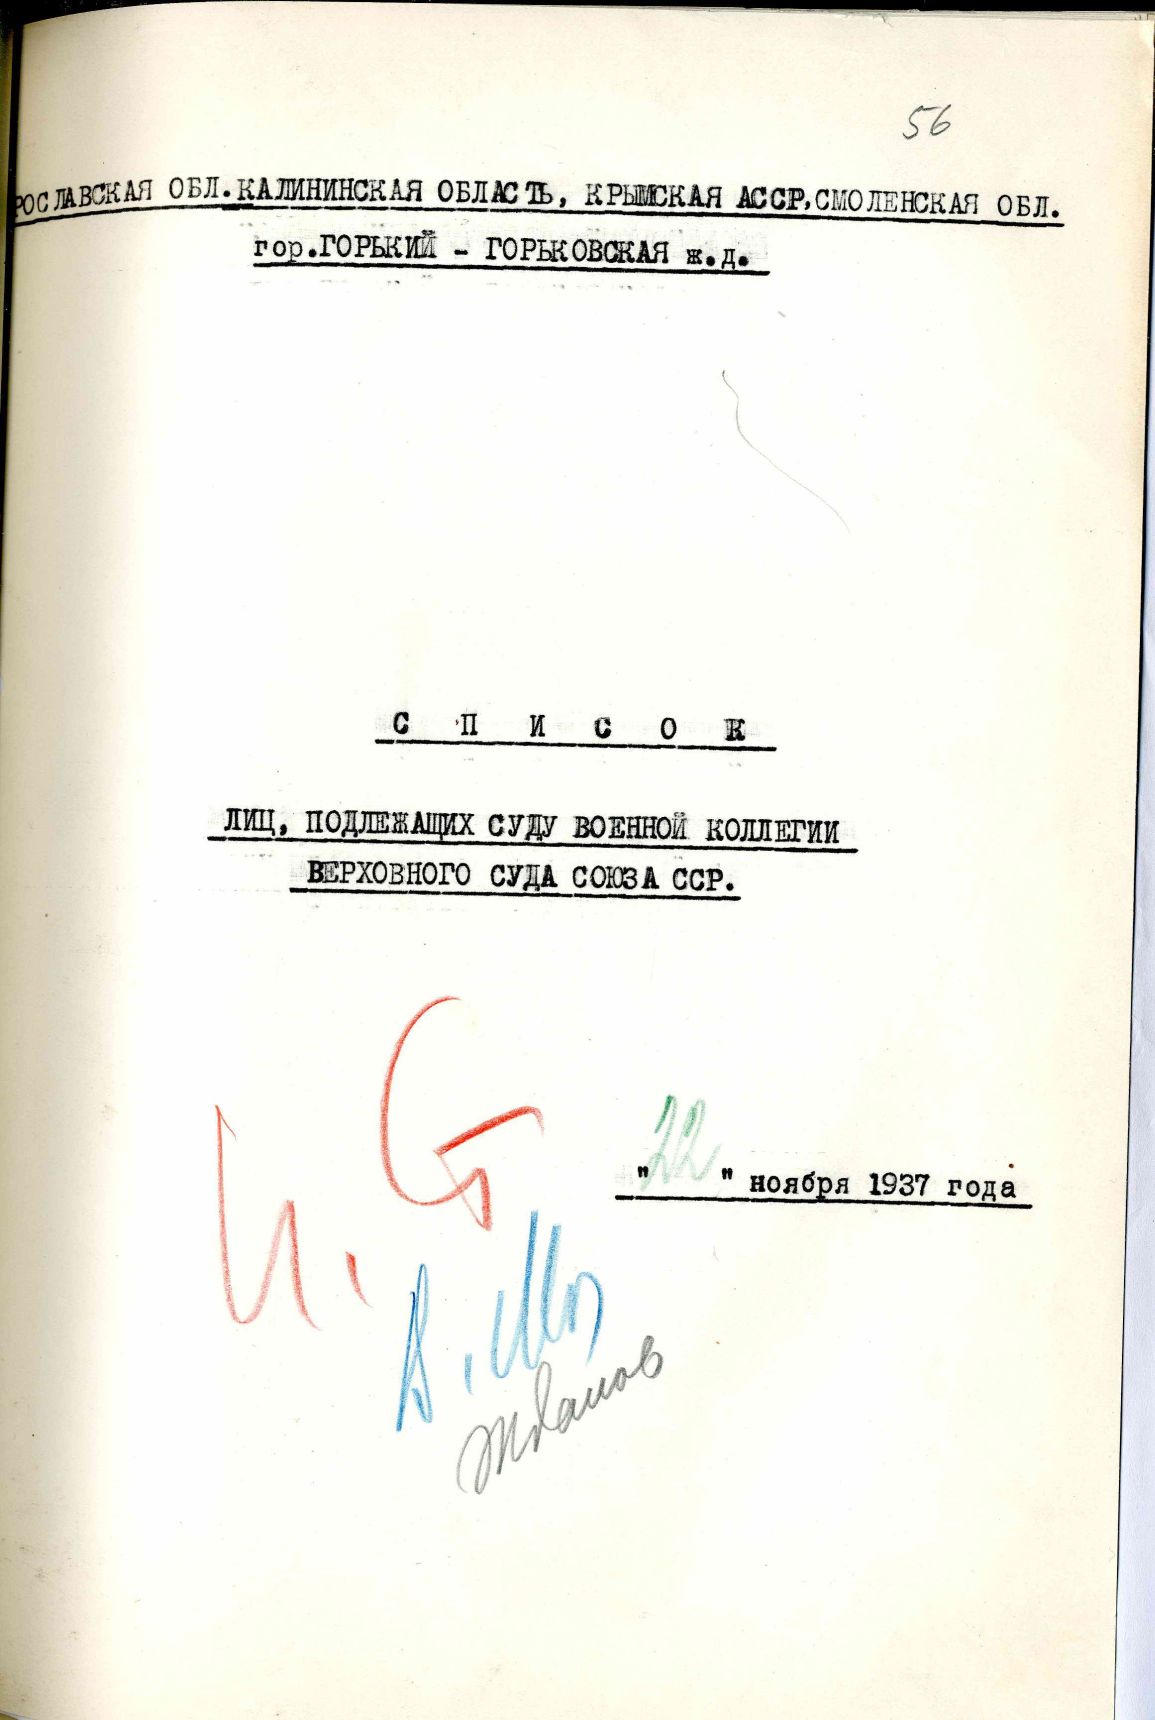 56
РОСЛАВСКАЯ ОБЛ.КАЛИНИНСКАЯ ОБЛАСТЬ, КРЫМСКАЯ АССР,СМОЛЕНСКАЯ ОБЛ.
гор.ГОРЬКИЙ - ГОРЬКОВСКАЯ ж.д.
С П И С О К
ЛИЦ, ПОДЛЕЖАЩИХ СУДУ ВОЕННОЙ КОЛЛЕГИИ
ВЕРХОВНОГО СУДА СОЮЗА ССР.
"22" ноября 1937 года
И. Ст
В. Мо
Жданов